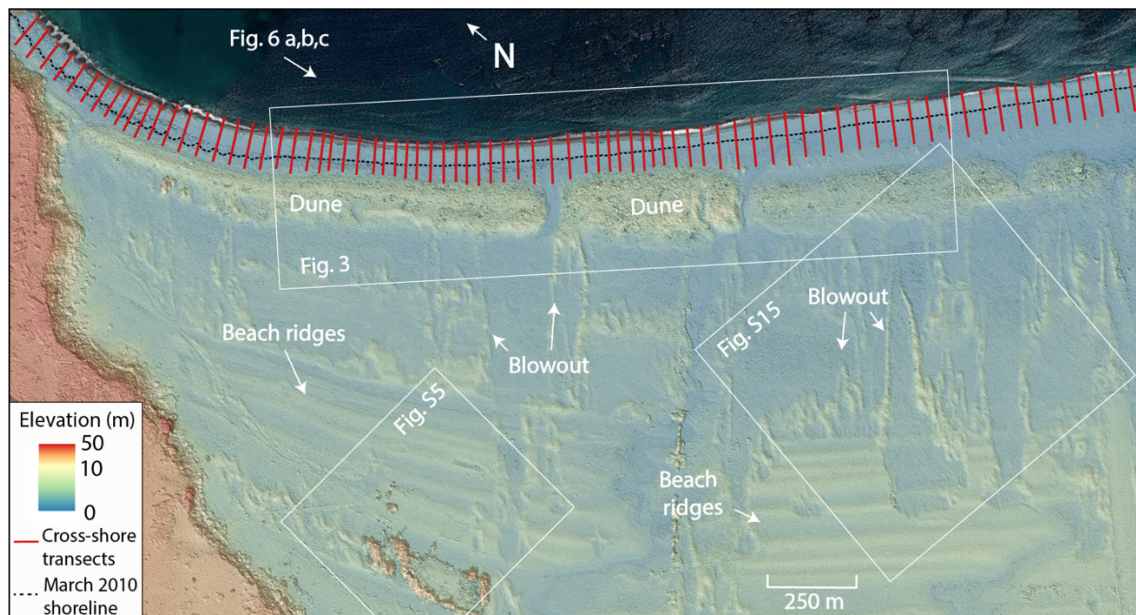 Fig. 6 a,b,c
N
Dune
Dune
Fig. 3
Beach ridges
Blowout
Blowout
Fig. S15
Fig. S5
Beach
ridges
250 m
Elevation (m)
50
10
0
Cross-shore
transects
March 2010
shoreline